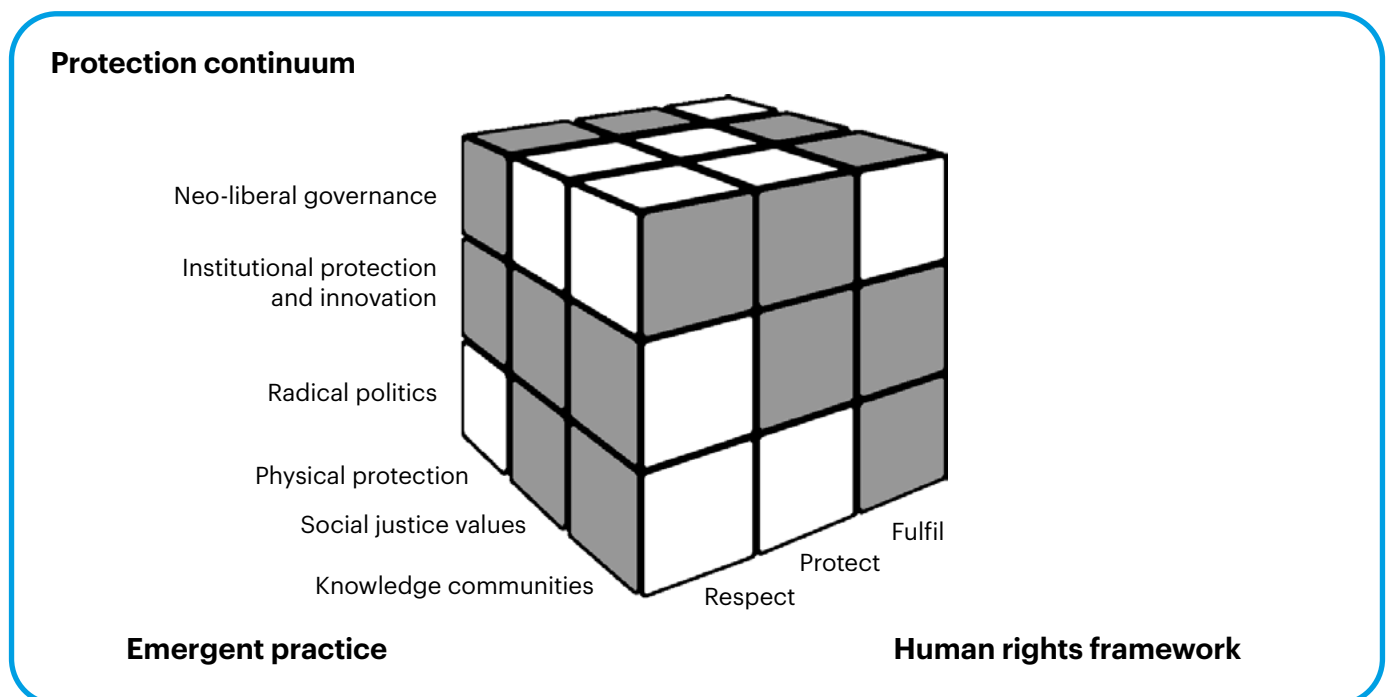 Protection continuum
Neo-liberal governance
Institutional protection
and innovation
Radical politics
Physical protection
Social justice values
Knowledge communities
Fulfil
Protect
Respect
Emergent practice
Human rights framework